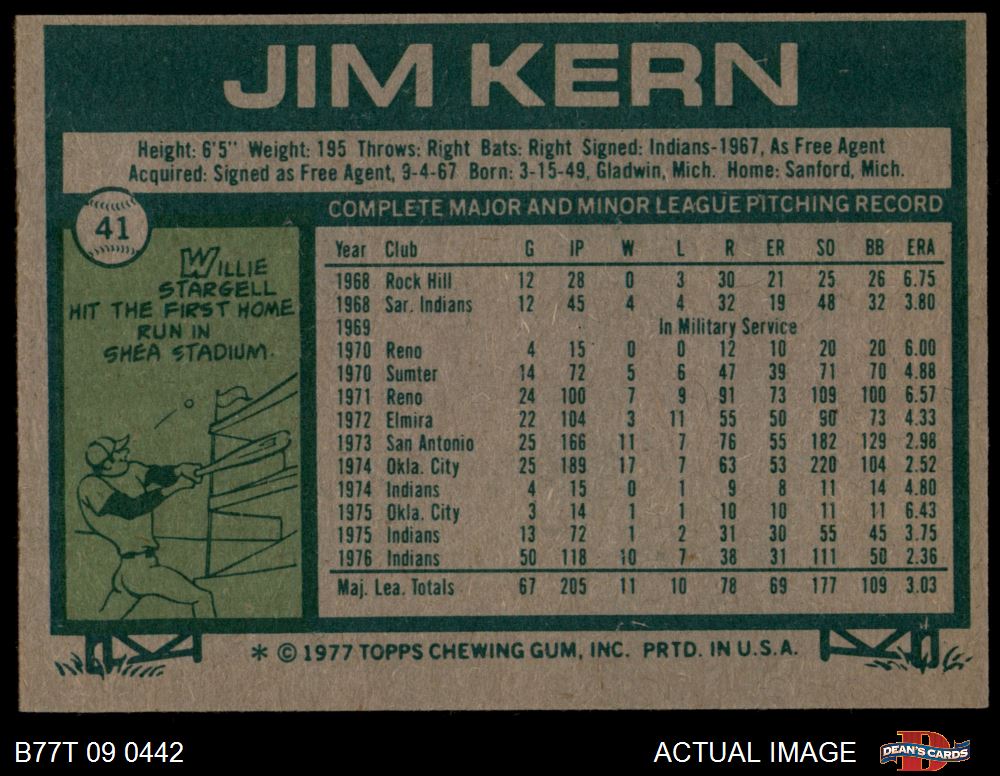 JIM KERN
Height: 6'5" Weight: 195 Throws: Right Bats: Right Signed: Indians-1967, As Free Agent
Acquired: Signed as Free Agent, 9-4-67 Born: 3-15-49, Gladwin, Mich. Home: Sanford, Mich.
41
WILLIE
STARGELL
HIT THE FIRST HOME
RUN IN
SHEA STADIUM.
COMPLETE MAJOR AND MINOR LEAGUE PITCHING RECORD
Year Club G IP W L R ER SO BB ERA
1968 Rock Hill 12 28 0 3 30 21 25 26 6.75
1968 Sar. Indians 12 45 4 4 32 19 48 32 3.80
1969 In Military Service
1970 Reno 4 15 0 0 12 10 20 20 6.00
1970 Sumter 14 72 5 6 47 39 71 70 4.88
1971 Reno 24 100 7 9 91 73 109 100 6.57
1972 Elmira 22 104 3 11 55 50 90 73 4.33
1973 San Antonio 25 166 11 7 76 55 182 129 2.98
1974 Okla. City 25 189 17 7 63 53 220 104 2.52
1974 Indians 4 15 0 1 9 8 11 14 4.80
1975 Okla. City 3 14 1 1 10 10 11 11 6.43
1975 Indians 13 72 1 2 31 30 55 45 3.75
1976 Indians 50 118 10 7 38 31 111 50 2.36
Maj. Lea. Totals 67 205 11 10 78 69 177 109 3.03
* © 1977 TOPPS CHEWING GUM, INC. PRTD. IN U.S.A.
B77T 09 0442
ACTUAL IMAGE
D
DEAN'S CARDS